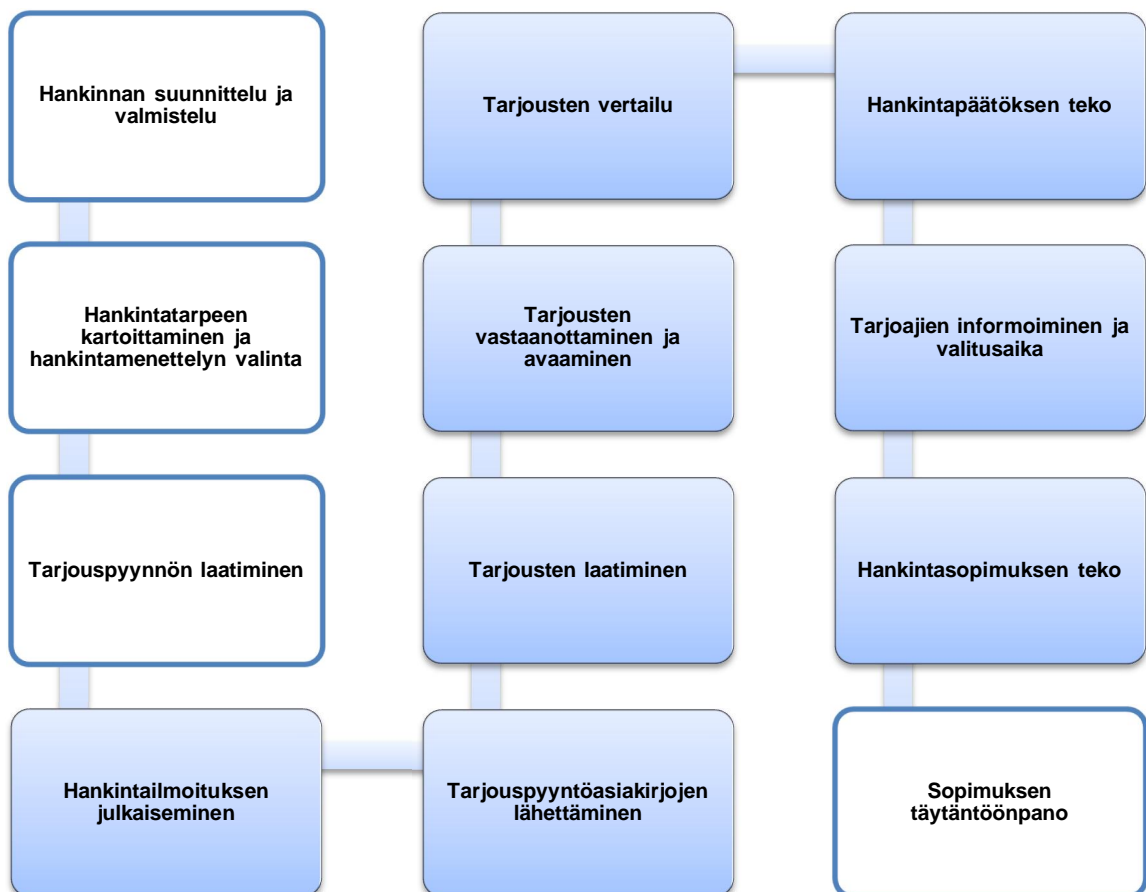 Hankinnan suunnittelu ja
valmistelu
Hankintatarpeen
kartoittaminen ja
hankintamenettelyn valinta
Tarjouspyynnön laatiminen
Hankintailmoituksen
julkaiseminen
Tarjouspyyntöasiakirjojen
lähettäminen
Tarjousten laatiminen
Tarjousten
vastaanottaminen ja
avaaminen
Tarjousten vertailu
Hankintapäätöksen teko
Tarjoajien informoiminen ja
valitusaika
Hankintasopimuksen teko
Sopimuksen
täytäntöönpano